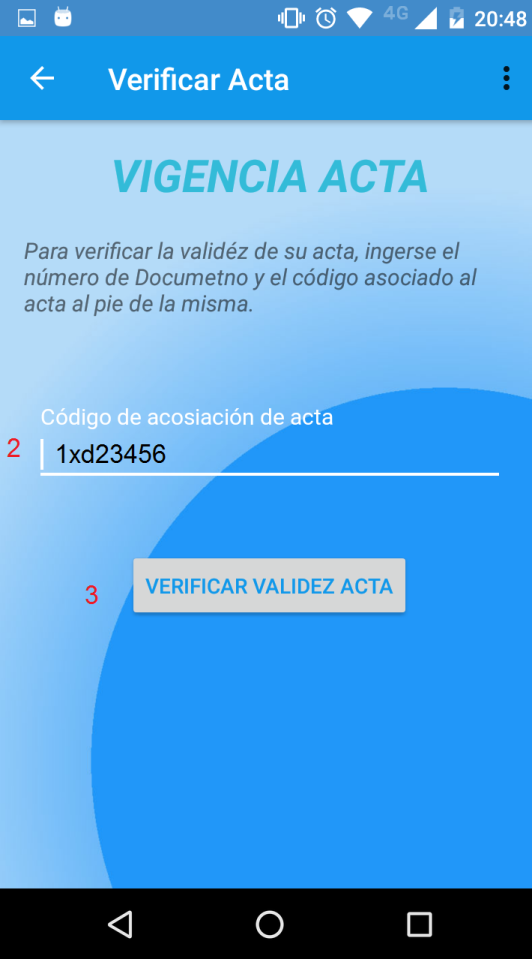 4G 20:48
Verificar Acta
VIGENCIA ACTA
Para verificar la validéz de su acta, ingerse el
número de Documetno y el código asociado al
acta al pie de la misma.
Código de acosiación de acta
2 1xd23456
3 VERIFICAR VALIDEZ ACTA